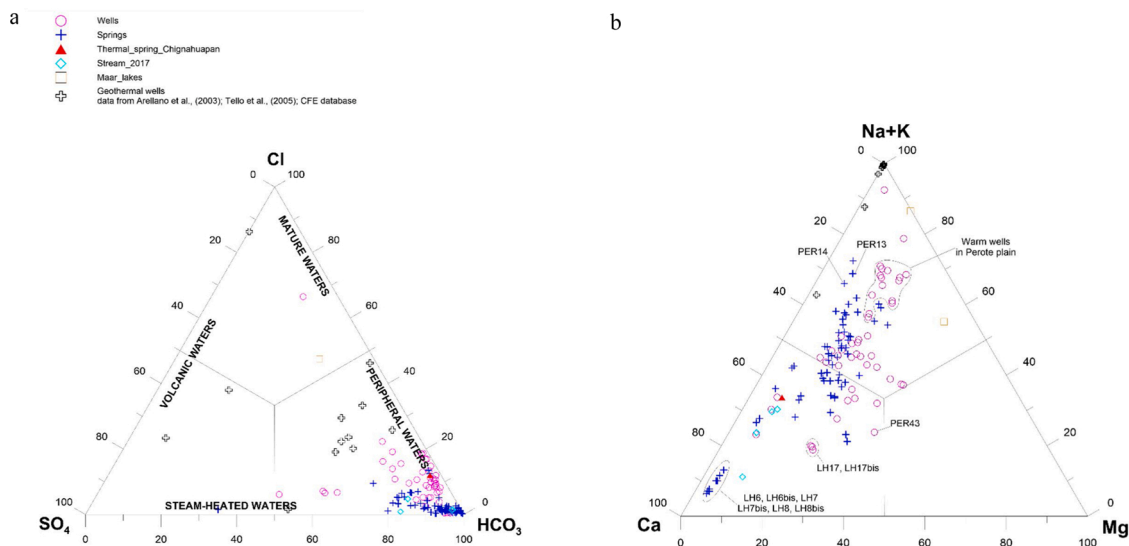 a
Wells
Springs
Thermal_spring_Chignahuapan
Stream_2017
Maar_lakes
Geothermal wells
data from Arellano et al., (2003); Tello et al., (2005); CFE database
Cl
0 100
20 80
40 60
60 40
80 20
100 0
SO4 HCO3
0 20 40 60 80 100
MATURE WATERS
VOLCANIC WATERS
PERIPHERAL WATERS
STEAM-HEATED WATERS
b
Na+K
0 100
20 80
40 60
60 40
80 20
100 0
Ca Mg
0 20 40 60 80 100
PER14
PER13
Warm wells
in Perote plain
PER43
LH17, LH17bis
LH6, LH6bis, LH7
LH7bis, LH8, LH8bis